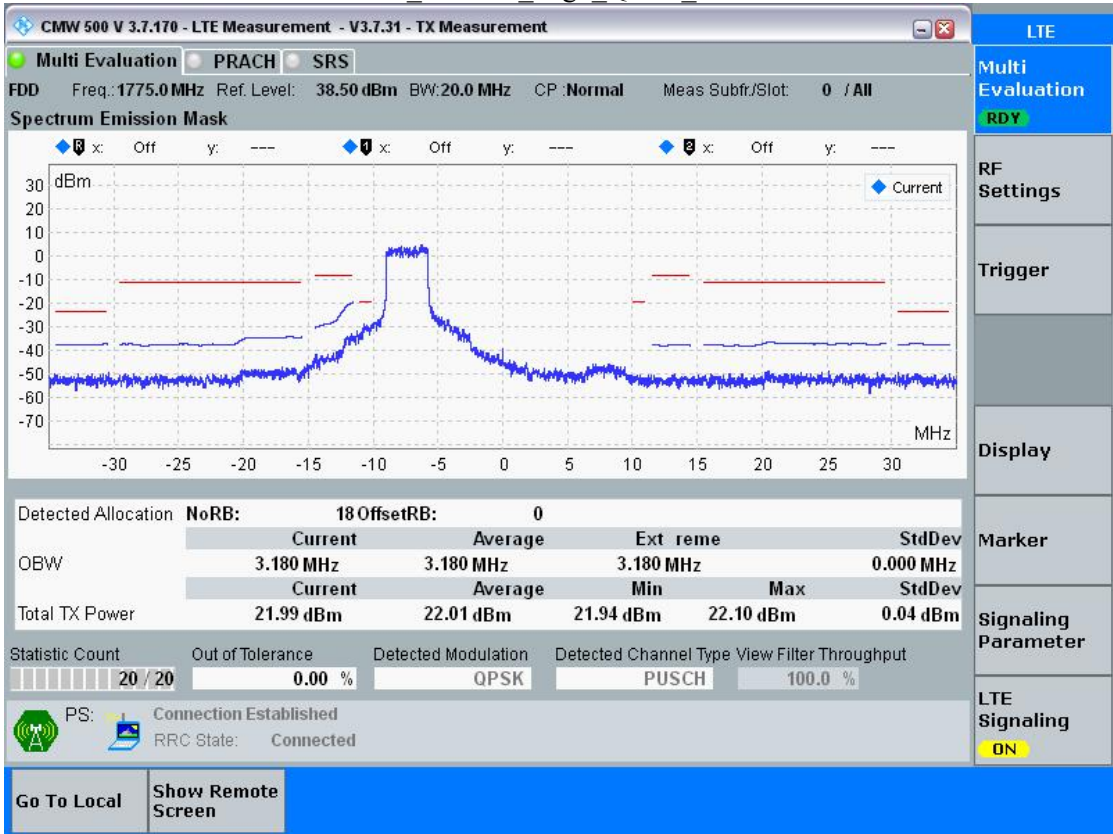 CMW 500 V 3.7.170 - LTE Measurement - V3.7.31 - TX Measurement
LTE
Multi Evaluation PRACH SRS
FDD Freq.: 1775.0 MHz Ref. Level: 38.50 dBm BW: 20.0 MHz CP : Normal Meas Subfr./Slot: 0 / All
Spectrum Emission Mask
R x: Off y: --- 1 x: Off y: --- 2 x: Off y: ---
dBm
Current
30
20
10
0
-10
-20
-30
-40
-50
-60
-70
MHz
-30 -25 -20 -15 -10 -5 0 5 10 15 20 25 30
Detected Allocation NoRB: 18 OffsetRB: 0
Current Average Ext reme StdDev
OBW 3.180 MHz 3.180 MHz 3.180 MHz 0.000 MHz
Current Average Min Max StdDev
Total TX Power 21.99 dBm 22.01 dBm 21.94 dBm 22.10 dBm 0.04 dBm
Statistic Count Out of Tolerance Detected Modulation Detected Channel Type View Filter Throughput
20 / 20 0.00 % QPSK PUSCH 100.0 %
PS: Connection Established
RRC State: Connected
Multi
Evaluation
RDY
RF
Settings
Trigger
Display
Marker
Signaling
Parameter
LTE
Signaling
ON
Go To Local
Show Remote
Screen